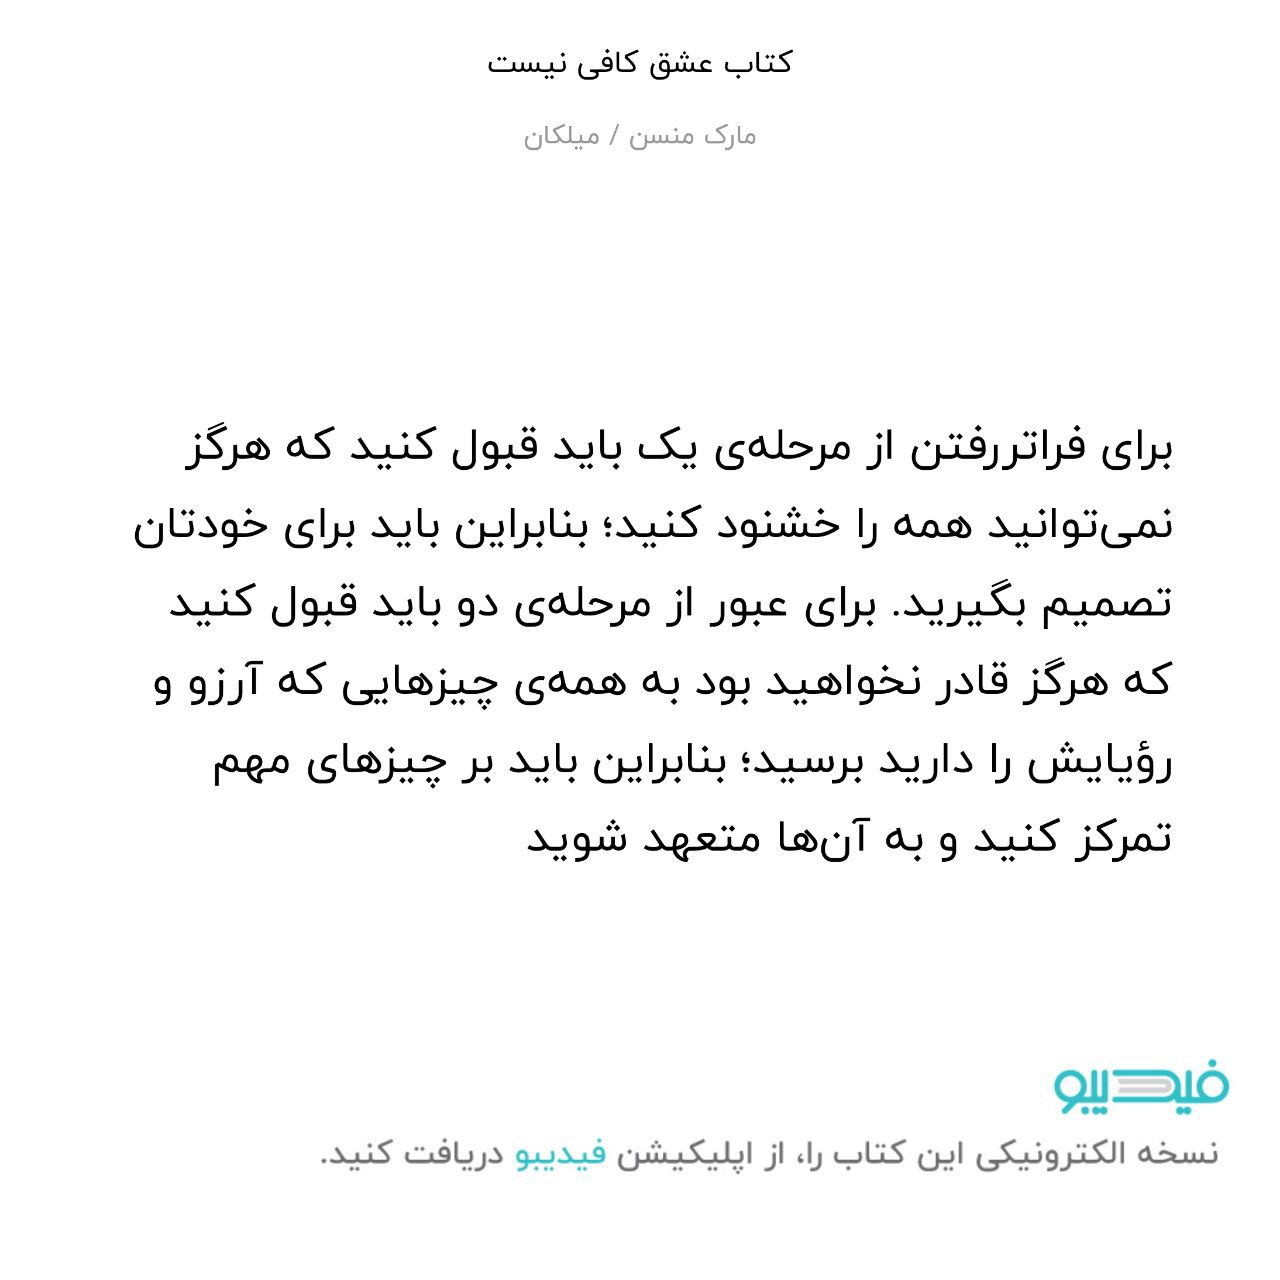 کتاب عشق کافی نیست
مارک منسن / میلکان
برای فراتررفتن از مرحله‌ی یک باید قبول کنید که هرگز
نمی‌توانید همه را خشنود کنید؛ بنابراین باید برای خودتان
تصمیم بگیرید. برای عبور از مرحله‌ی دو باید قبول کنید
که هرگز قادر نخواهید بود به همه‌ی چیزهایی که آرزو و
رؤیایش را دارید برسید؛ بنابراین باید بر چیزهای مهم
تمرکز کنید و به آن‌ها متعهد شوید
فیدیبو
نسخه الکترونیکی این کتاب را، از اپلیکیشن فیدیبو دریافت کنید.